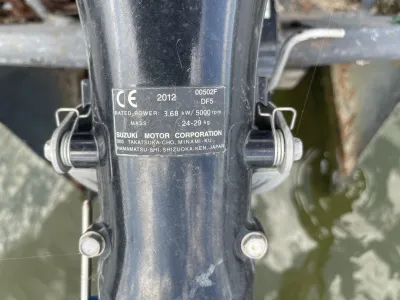 CE 2012 00502F
DF5
RATED POWER 3.68 kW/5000 rpm
MASS 24-29 kg
SUZUKI MOTOR CORPORATION
300, TAKATSUKA-CHO, MINAMI-KU,
HAMAMATSU-SHI, SHIZUOKA-KEN, JAPAN